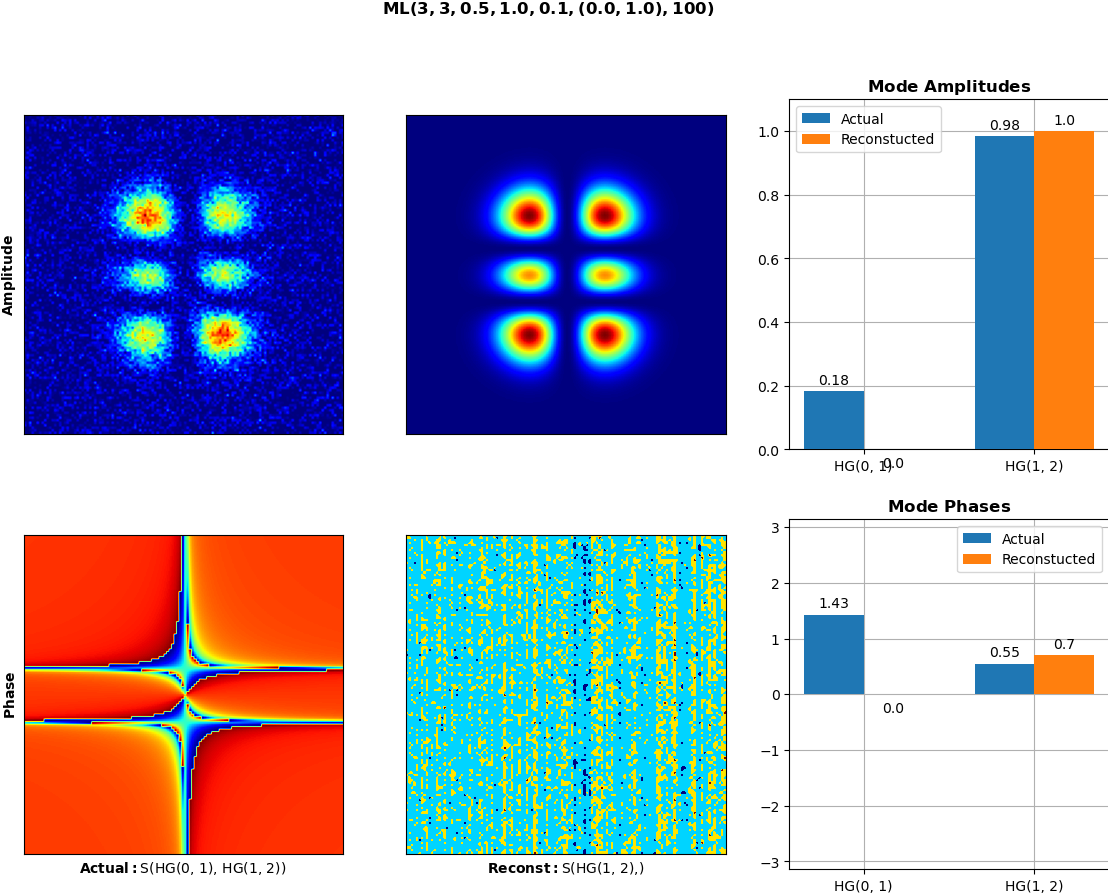 ML(3, 3, 0.5, 1.0, 0.1, (0.0, 1.0), 100)
Amplitude
Mode Amplitudes
Actual
Reconstucted
1.0
0.8
0.6
0.4
0.2
0.0
0.18
0.0
0.98
1.0
HG(0, 1)
HG(1, 2)
Phase
Actual: S(HG(0, 1), HG(1, 2))
Reconst: S(HG(1, 2),)
Mode Phases
Actual
Reconstucted
3
2
1
0
−1
−2
−3
1.43
0.0
0.55
0.7
HG(0, 1)
HG(1, 2)